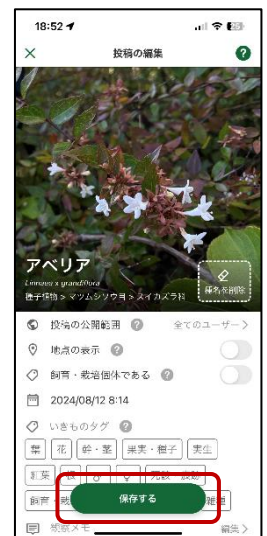 18:52
投稿の編集
アベリア
Linnaea x grandiflora
種子植物 > マツムシソウ目 > スイカズラ科
種名を削除
投稿の公開範囲 ?
全てのユーザー >
地点の表示 ?
飼育・栽培個体である ?
2024/08/12 8:14
いきものタグ ?
葉 花 幹・茎 果実・種子 実生
紅葉
保存する
観察メモ
編集 >